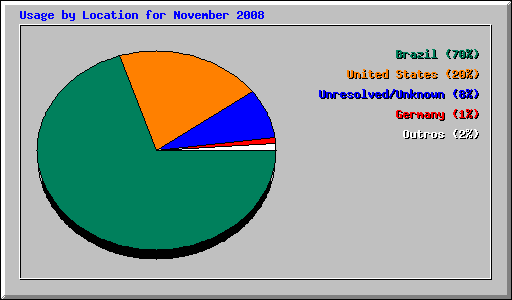 Usage by Location for November 2008
Brazil (70%)
United States (20%)
Unresolved/Unknown (8%)
Germany (1%)
Outros (2%)